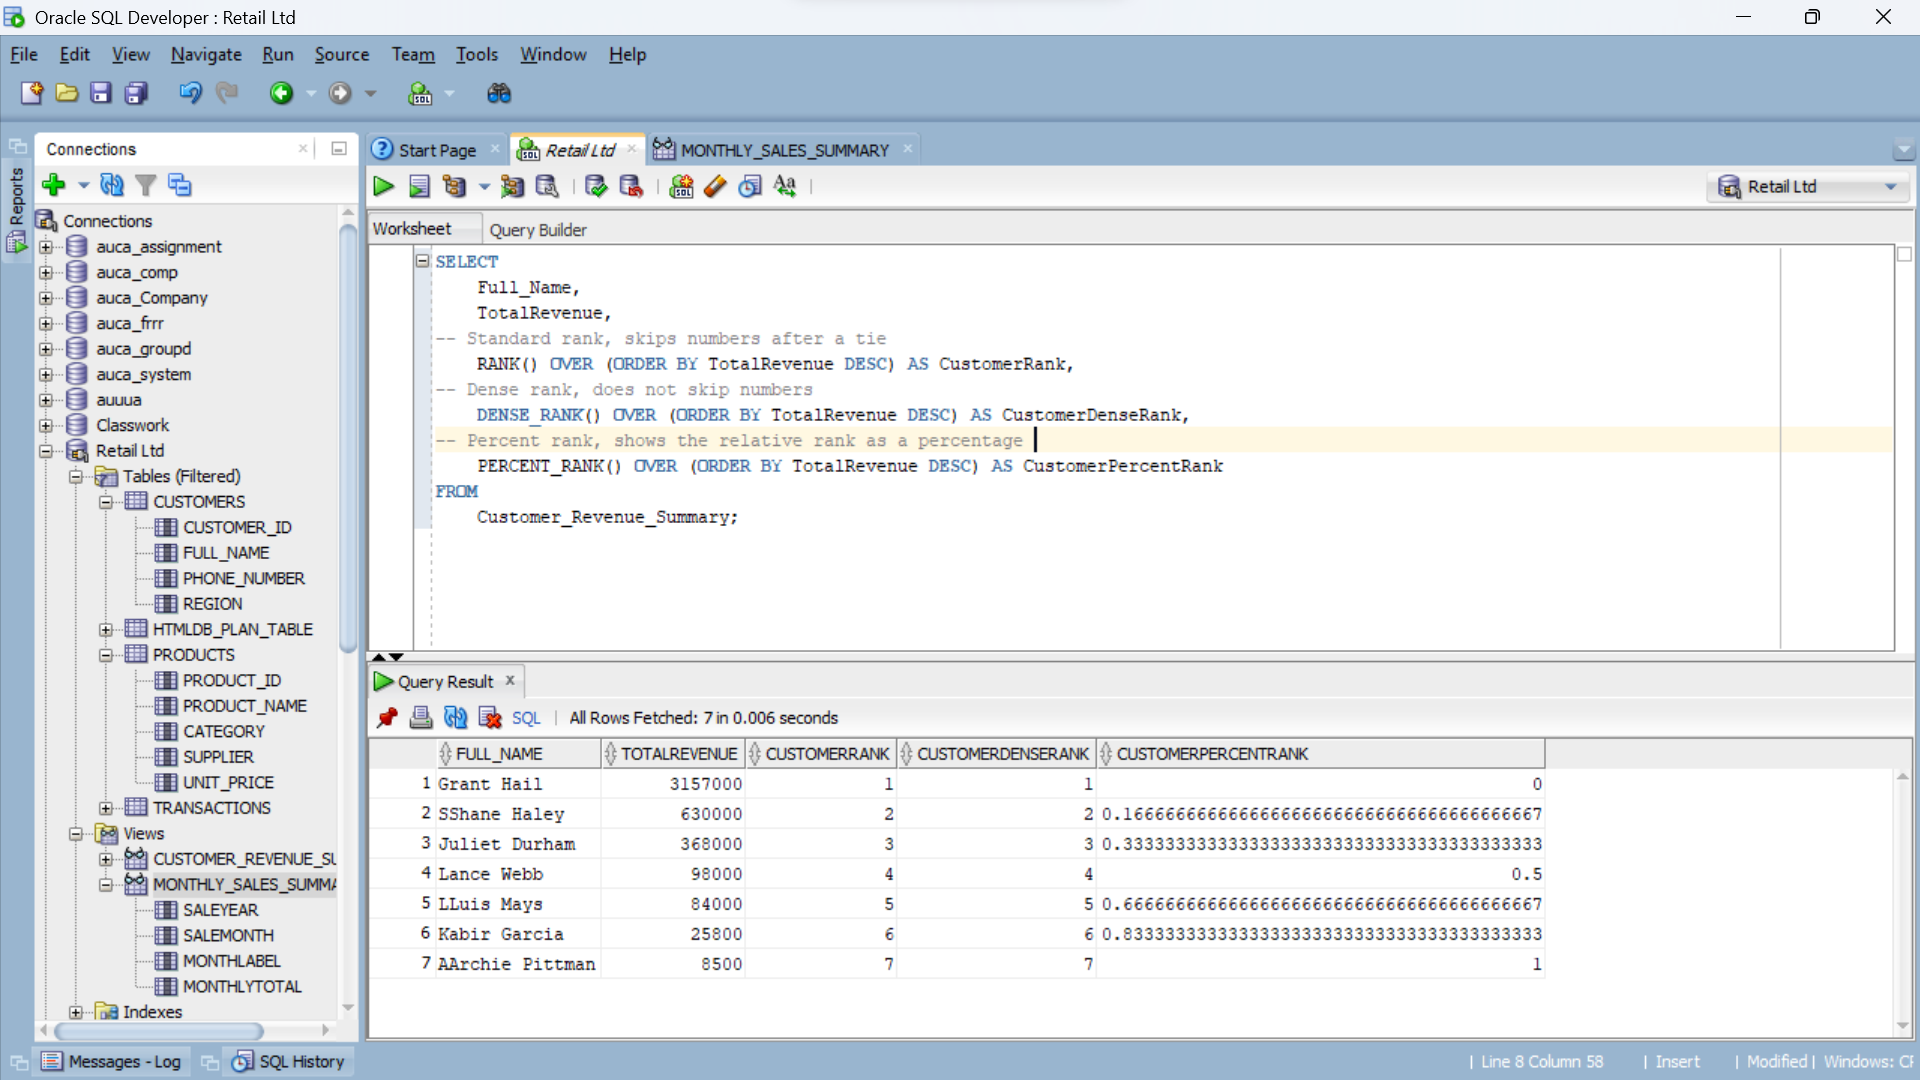 Oracle SQL Developer : Retail Ltd
File Edit View Navigate Run Source Team Tools Window Help
Connections
Reports
Connections
auca_assignment
auca_comp
auca_Company
auca_frrr
auca_groupd
auca_system
auuua
Classwork
Retail Ltd
Tables (Filtered)
CUSTOMERS
CUSTOMER_ID
FULL_NAME
PHONE_NUMBER
REGION
HTMLDB_PLAN_TABLE
PRODUCTS
PRODUCT_ID
PRODUCT_NAME
CATEGORY
SUPPLIER
UNIT_PRICE
TRANSACTIONS
Views
CUSTOMER_REVENUE_SU
MONTHLY_SALES_SUMMA
SALEYEAR
SALEMONTH
MONTHLABEL
MONTHLYTOTAL
Indexes
Start Page Retail Ltd MONTHLY_SALES_SUMMARY
Retail Ltd
Worksheet Query Builder
SELECT
Full_Name,
TotalRevenue,
-- Standard rank, skips numbers after a tie
RANK() OVER (ORDER BY TotalRevenue DESC) AS CustomerRank,
-- Dense rank, does not skip numbers
DENSE_RANK() OVER (ORDER BY TotalRevenue DESC) AS CustomerDenseRank,
-- Percent rank, shows the relative rank as a percentage
PERCENT_RANK() OVER (ORDER BY TotalRevenue DESC) AS CustomerPercentRank
FROM
Customer_Revenue_Summary;
Query Result
SQL All Rows Fetched: 7 in 0.006 seconds
FULL_NAME TOTALREVENUE CUSTOMERRANK CUSTOMERDENSERANK CUSTOMERPERCENTRANK
1 Grant Hail 3157000 1 1 0
2 SShane Haley 630000 2 2 0.1666666666666666666666666666666666666667
3 Juliet Durham 368000 3 3 0.3333333333333333333333333333333333333333
4 Lance Webb 98000 4 4 0.5
5 LLuis Mays 84000 5 5 0.6666666666666666666666666666666666666667
6 Kabir Garcia 25800 6 6 0.8333333333333333333333333333333333333333
7 AArchie Pittman 8500 7 7 1
Messages - Log SQL History
Line 8 Column 58 Insert Modified Windows: CF